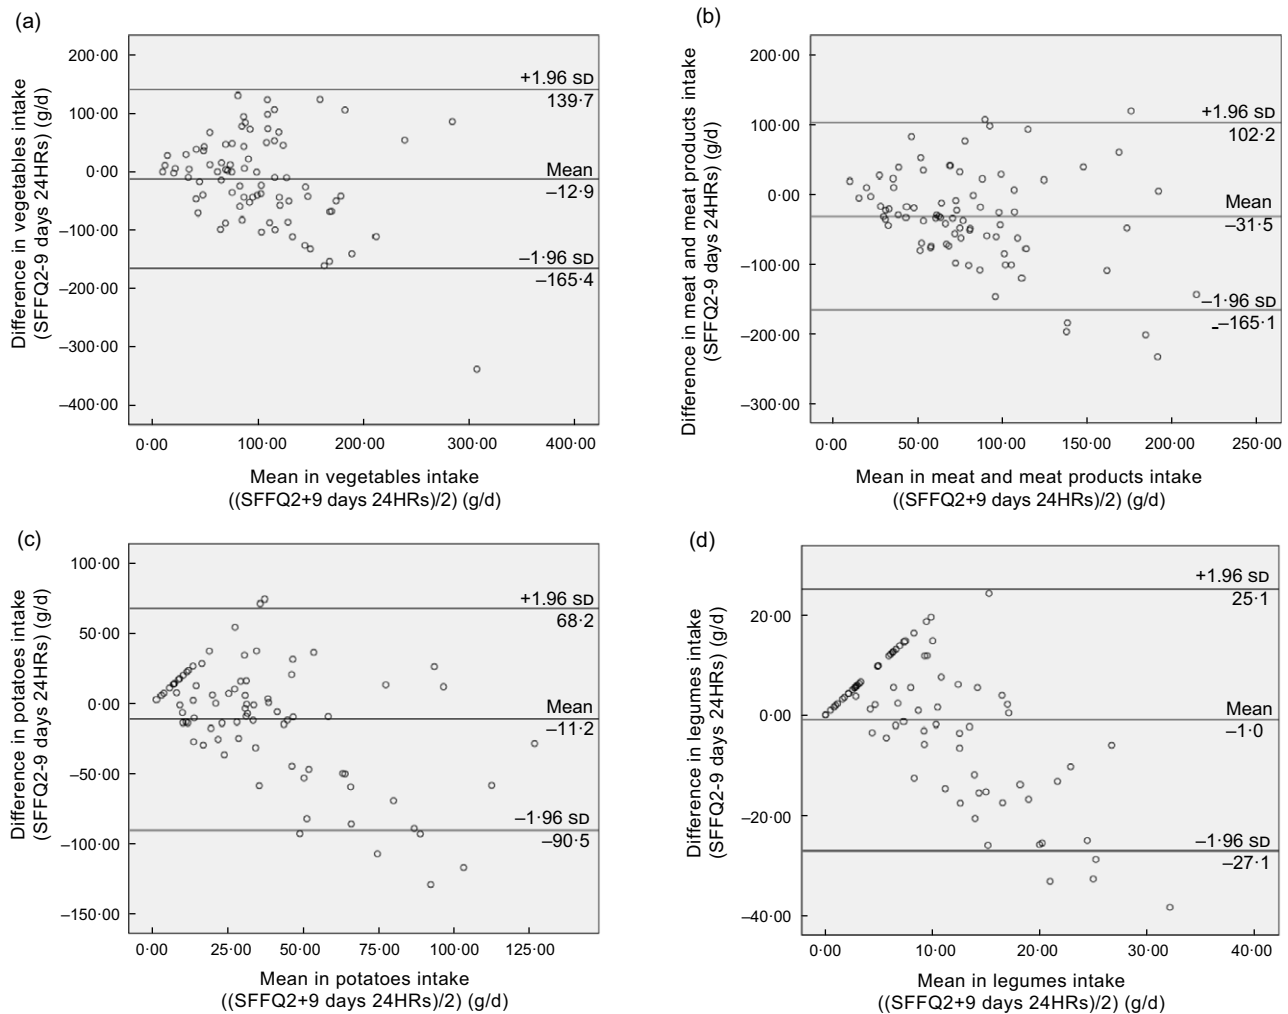 (a)
Difference in vegetables intake
(SFFQ2-9 days 24HRs) (g/d)
200·00
100·00
0·00
–100·00
–200·00
–300·00
–400·00
+1.96 SD
139·7
Mean
–12·9
–1·96 SD
–165·4
0·00 100·00 200·00 300·00 400·00
Mean in vegetables intake
((SFFQ2+9 days 24HRs)/2) (g/d)
(b)
Difference in meat and meat products intake
(SFFQ2-9 days 24HRs) (g/d)
200·00
100·00
0·00
–100·00
–200·00
–300·00
+1.96 SD
102·2
Mean
–31·5
–1·96 SD
–165·1
0·00 50·00 100·00 150·00 200·00 250·00
Mean in meat and meat products intake
((SFFQ2+9 days 24HRs)/2) (g/d)
(c)
Difference in potatoes intake
(SFFQ2-9 days 24HRs) (g/d)
100·00
50·00
0·00
–50·00
–100·00
–150·00
+1.96 SD
68·2
Mean
–11·2
–1·96 SD
–90·5
0·00 25·00 50·00 75·00 100·00 125·00
Mean in potatoes intake
((SFFQ2+9 days 24HRs)/2) (g/d)
(d)
Difference in legumes intake
(SFFQ2-9 days 24HRs) (g/d)
20·00
0·00
–20·00
–40·00
+1.96 SD
25·1
Mean
–1·0
–1·96 SD
–27·1
0·00 10·00 20·00 30·00 40·00
Mean in legumes intake
((SFFQ2+9 days 24HRs)/2) (g/d)